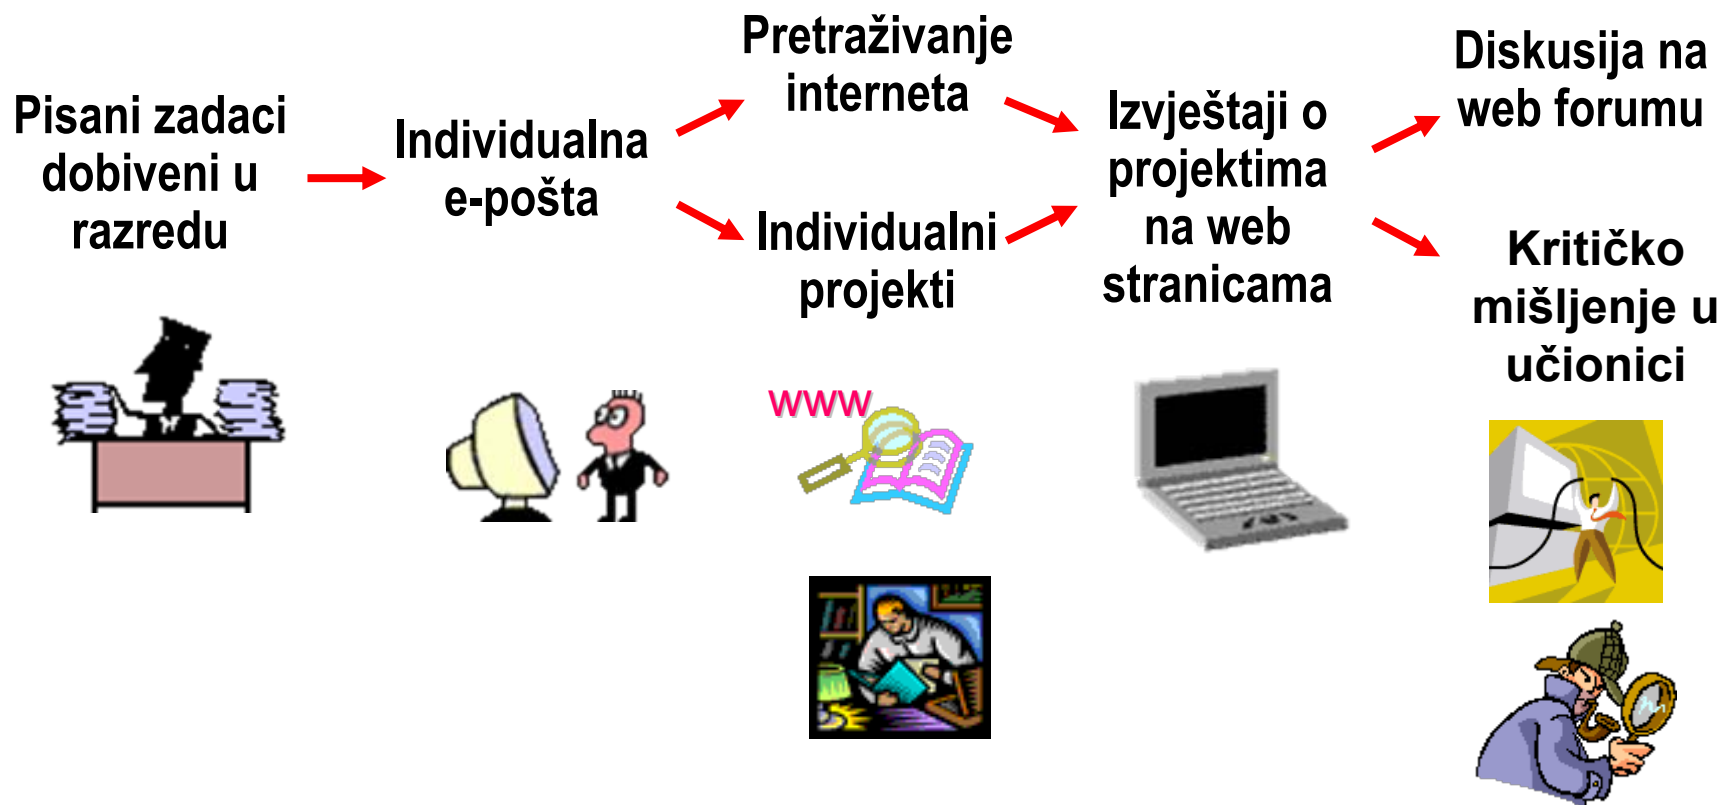 Pisani zadaci
dobiveni u
razredu
Individualna
e-pošta
Pretraživanje
interneta
Individualni
projekti
Izvještaji o
projektima
na web
stranicama
Diskusija na
web forumu
Kritičko
mišljenje u
učionici
www